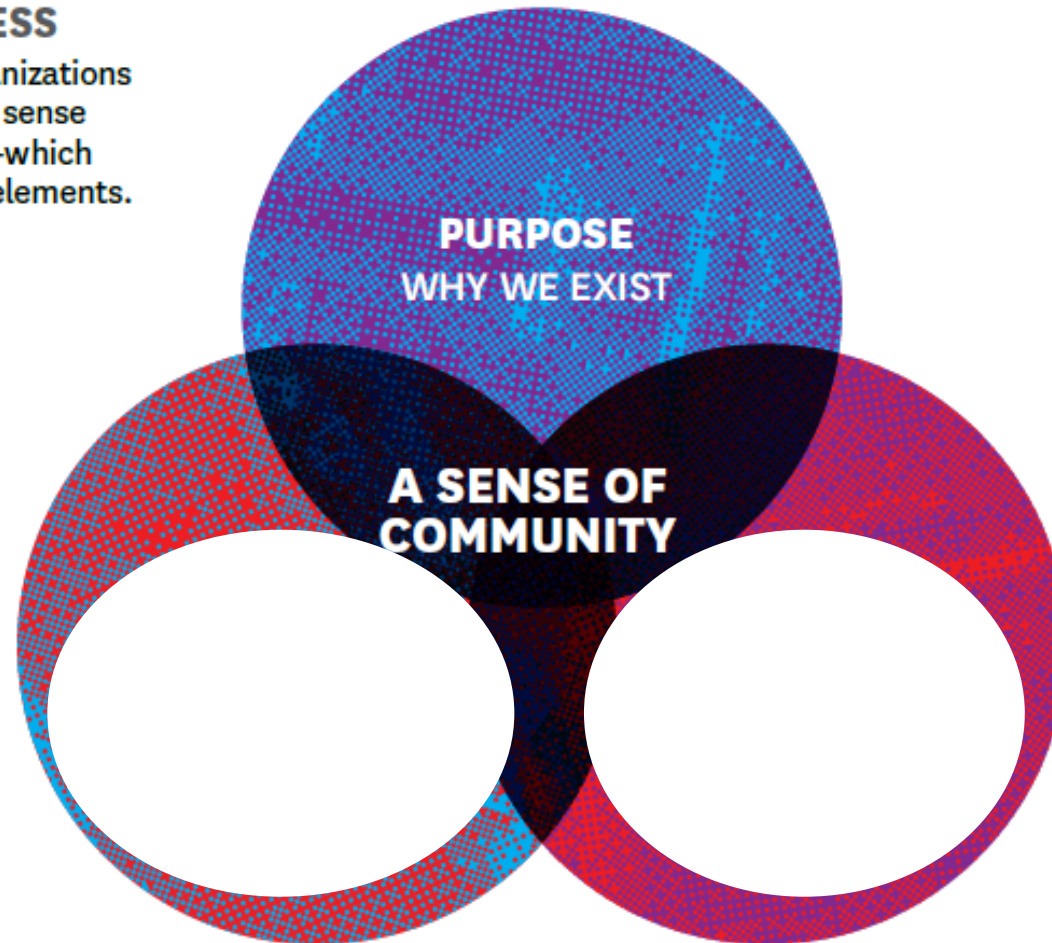 ESS
nizations
sense
-which
elements.
PURPOSE
WHY WE EXIST
A SENSE OF
COMMUNITY